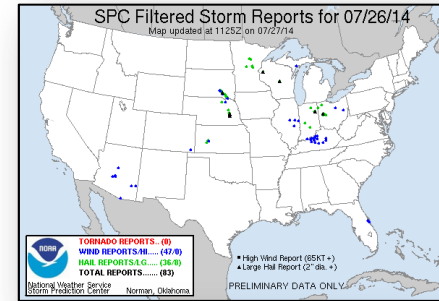 SPC Filtered Storm Reports for 07/26/14
Map updated at 1125Z on 07/27/14
NOAA
TORNADO REPORTS.. (0)
WIND REPORTS/HI..... (47/0)
HAIL REPORTS/LG..... (36/8)
TOTAL REPORTS....... (83)
National Weather Service
Storm Prediction Center Norman, Oklahoma
High Wind Report (65KT +)
Large Hail Report (2" dia. +)
PRELIMINARY DATA ONLY